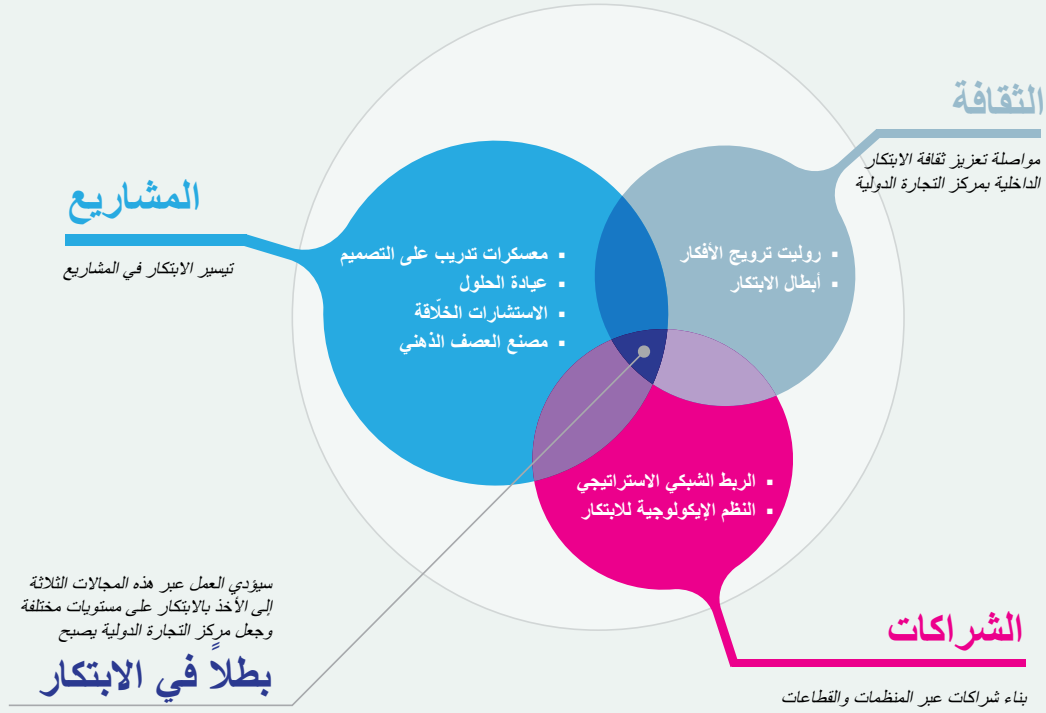 الثقافة
مواصلة تعزيز ثقافة الابتكار
الداخلية بمركز التجارة الدولية
▪ روليت ترويج الأفكار
▪ أبطال الابتكار
المشاريع
تيسير الابتكار في المشاريع
▪ معسكرات تدريب على التصميم
▪ عيادة الحلول
▪ الاستشارات الخلّاقة
▪ مصنع العصف الذهني
▪ الربط الشبكي الاستراتيجي
▪ النظم الإيكولوجية للابتكار
الشراكات
بناء شراكات عبر المنظمات والقطاعات
سيؤدي العمل عبر هذه المجالات الثلاثة
إلى الأخذ بالابتكار على مستويات مختلفة
وجعل مركز التجارة الدولية يصبح
بطلاً في الابتكار